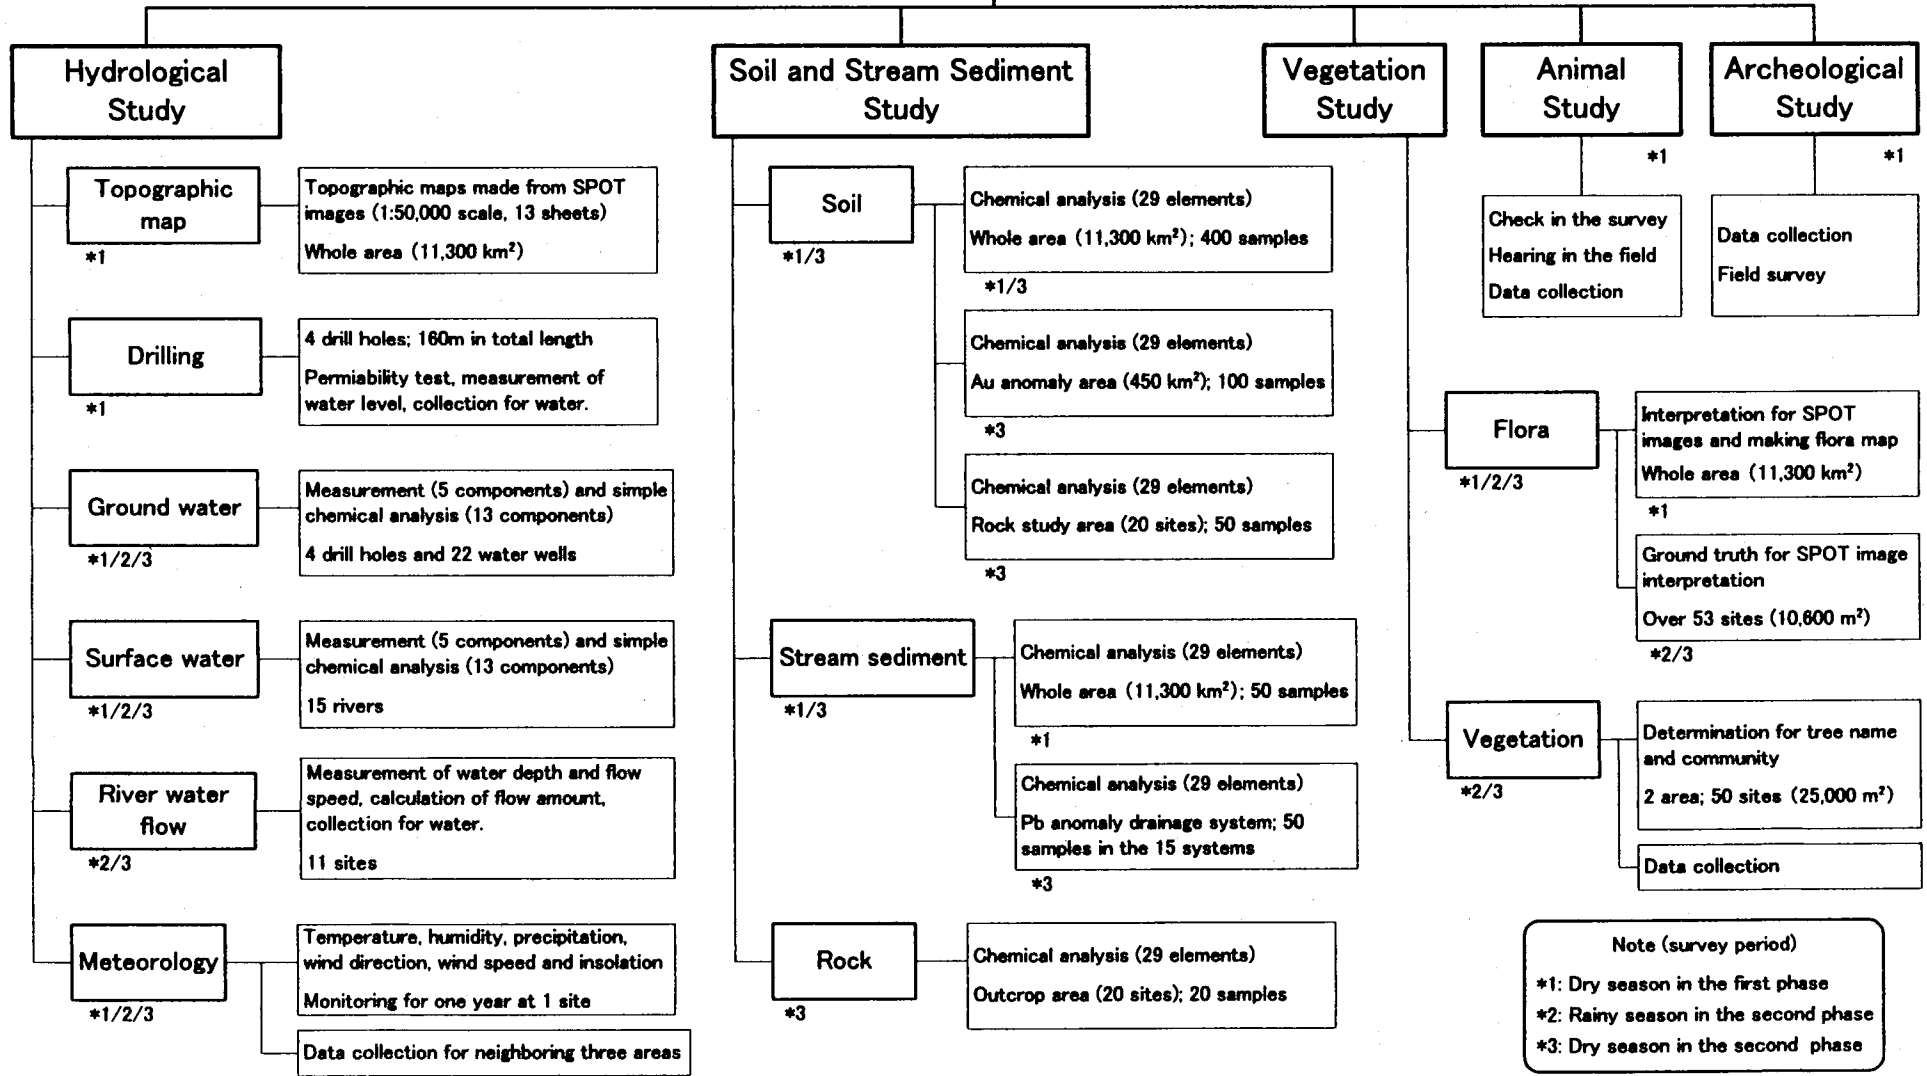 Hydrological
Study
Topographic
map
*1
Topographic maps made from SPOT
images (1:50,000 scale, 13 sheets)
Whole area (11,300 km²)
Drilling
*1
4 drill holes; 160m in total length
Permiability test, measurement of
water level, collection for water.
Ground water
*1/2/3
Measurement (5 components) and simple
chemical analysis (13 components)
4 drill holes and 22 water wells
Surface water
*1/2/3
Measurement (5 components) and simple
chemical analysis (13 components)
15 rivers
River water
flow
*2/3
Measurement of water depth and flow
speed, calculation of flow amount,
collection for water.
11 sites
Meteorology
*1/2/3
Temperature, humidity, precipitation,
wind direction, wind speed and insolation
Monitoring for one year at 1 site
Data collection for neighboring three areas
Soil and Stream Sediment
Study
Soil
*1/3
Chemical analysis (29 elements)
Whole area (11,300 km²); 400 samples
*1/3
Chemical analysis (29 elements)
Au anomaly area (450 km²); 100 samples
*3
Chemical analysis (29 elements)
Rock study area (20 sites); 50 samples
*3
Stream sediment
*1/3
Chemical analysis (29 elements)
Whole area (11,300 km²); 50 samples
*1
Chemical analysis (29 elements)
Pb anomaly drainage system; 50
samples in the 15 systems
*3
Rock
*3
Chemical analysis (29 elements)
Outcrop area (20 sites); 20 samples
Vegetation
Study
Flora
*1/2/3
Interpretation for SPOT
images and making flora map
Whole area (11,300 km²)
*1
Ground truth for SPOT image
interpretation
Over 53 sites (10,600 m²)
*2/3
Vegetation
*2/3
Determination for tree name
and community
2 area; 50 sites (25,000 m²)
Data collection
Animal
Study
*1
Check in the survey
Hearing in the field
Data collection
Archeological
Study
*1
Data collection
Field survey
Note (survey period)
*1: Dry season in the first phase
*2: Rainy season in the second phase
*3: Dry season in the second phase